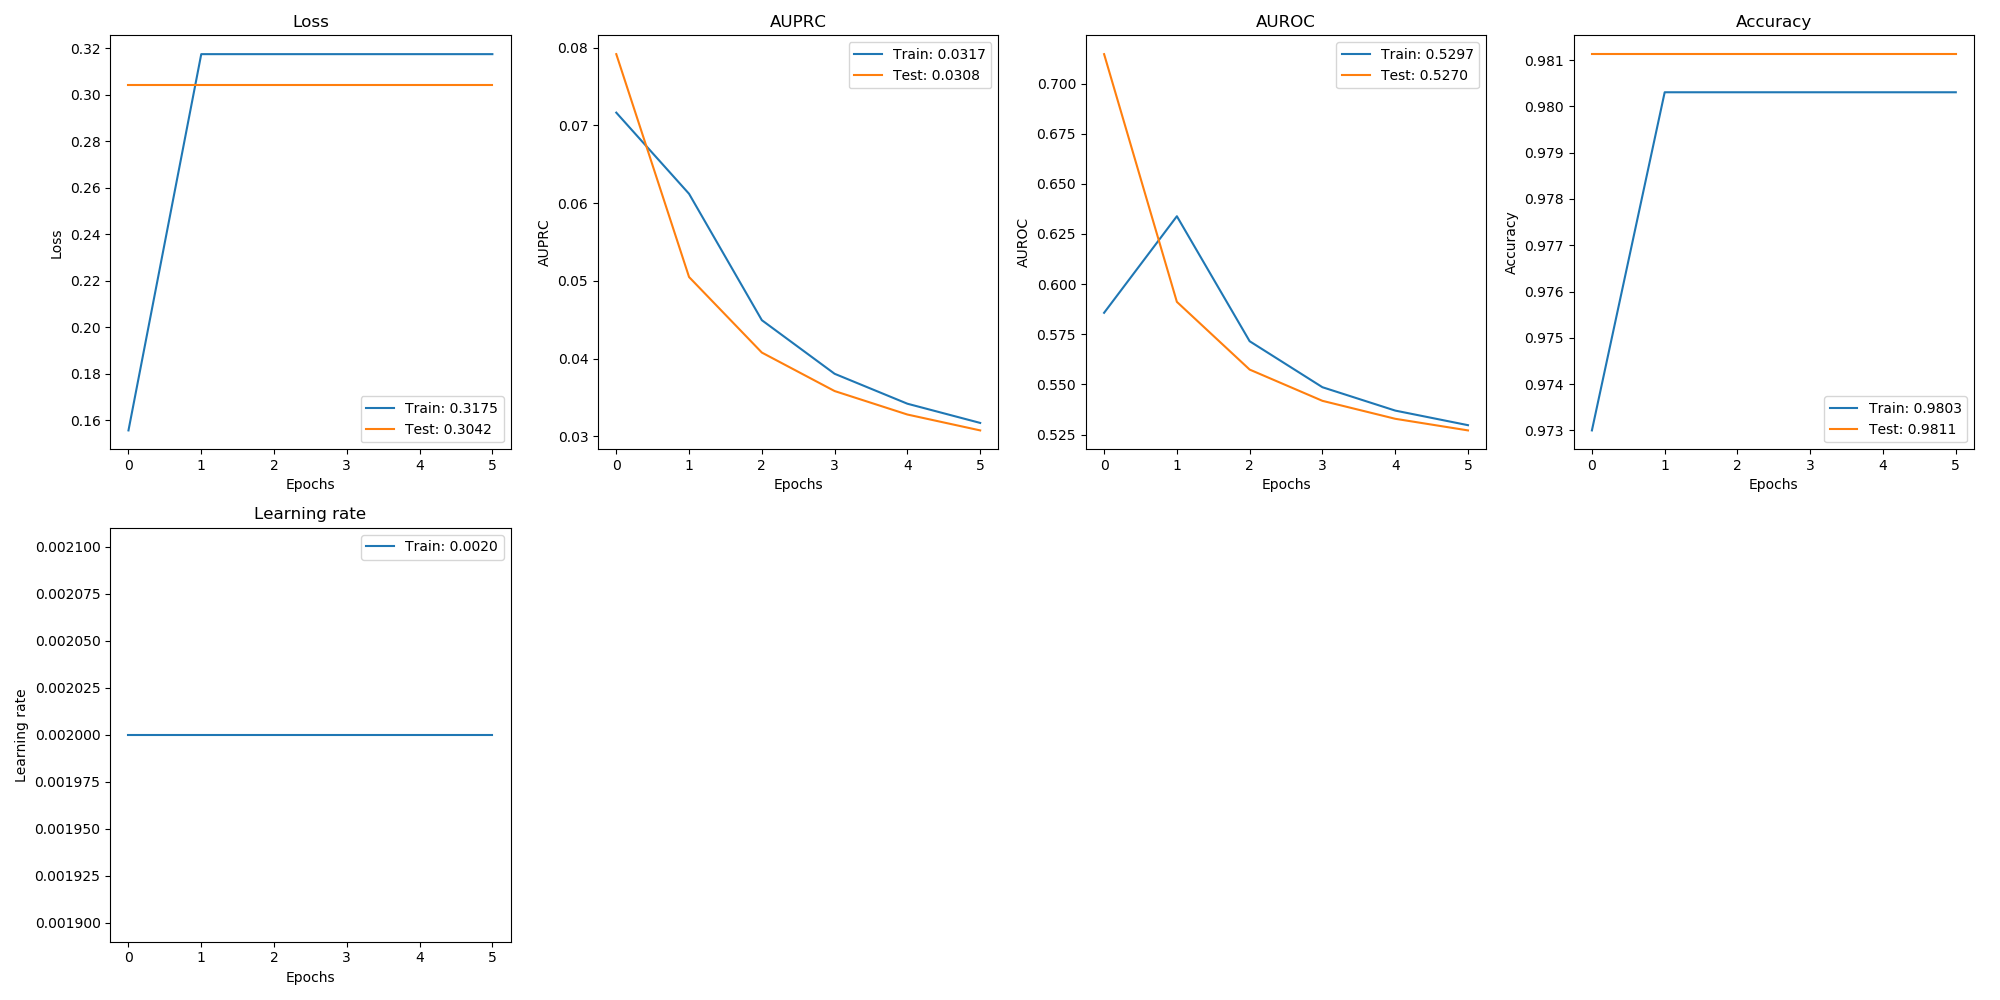 Loss
0.32
0.30
0.28
0.26
0.24
0.22
0.20
0.18
0.16
Loss
Train: 0.3175
Test: 0.3042
0 1 2 3 4 5
Epochs
AUPRC
0.08
0.07
0.06
0.05
0.04
0.03
AUPRC
Train: 0.0317
Test: 0.0308
0 1 2 3 4 5
Epochs
AUROC
0.700
0.675
0.650
0.625
0.600
0.575
0.550
0.525
AUROC
Train: 0.5297
Test: 0.5270
0 1 2 3 4 5
Epochs
Accuracy
0.981
0.980
0.979
0.978
0.977
0.976
0.975
0.974
0.973
Accuracy
Train: 0.9803
Test: 0.9811
0 1 2 3 4 5
Epochs
Learning rate
0.002100
0.002075
0.002050
0.002025
0.002000
0.001975
0.001950
0.001925
0.001900
Learning rate
Train: 0.0020
0 1 2 3 4 5
Epochs